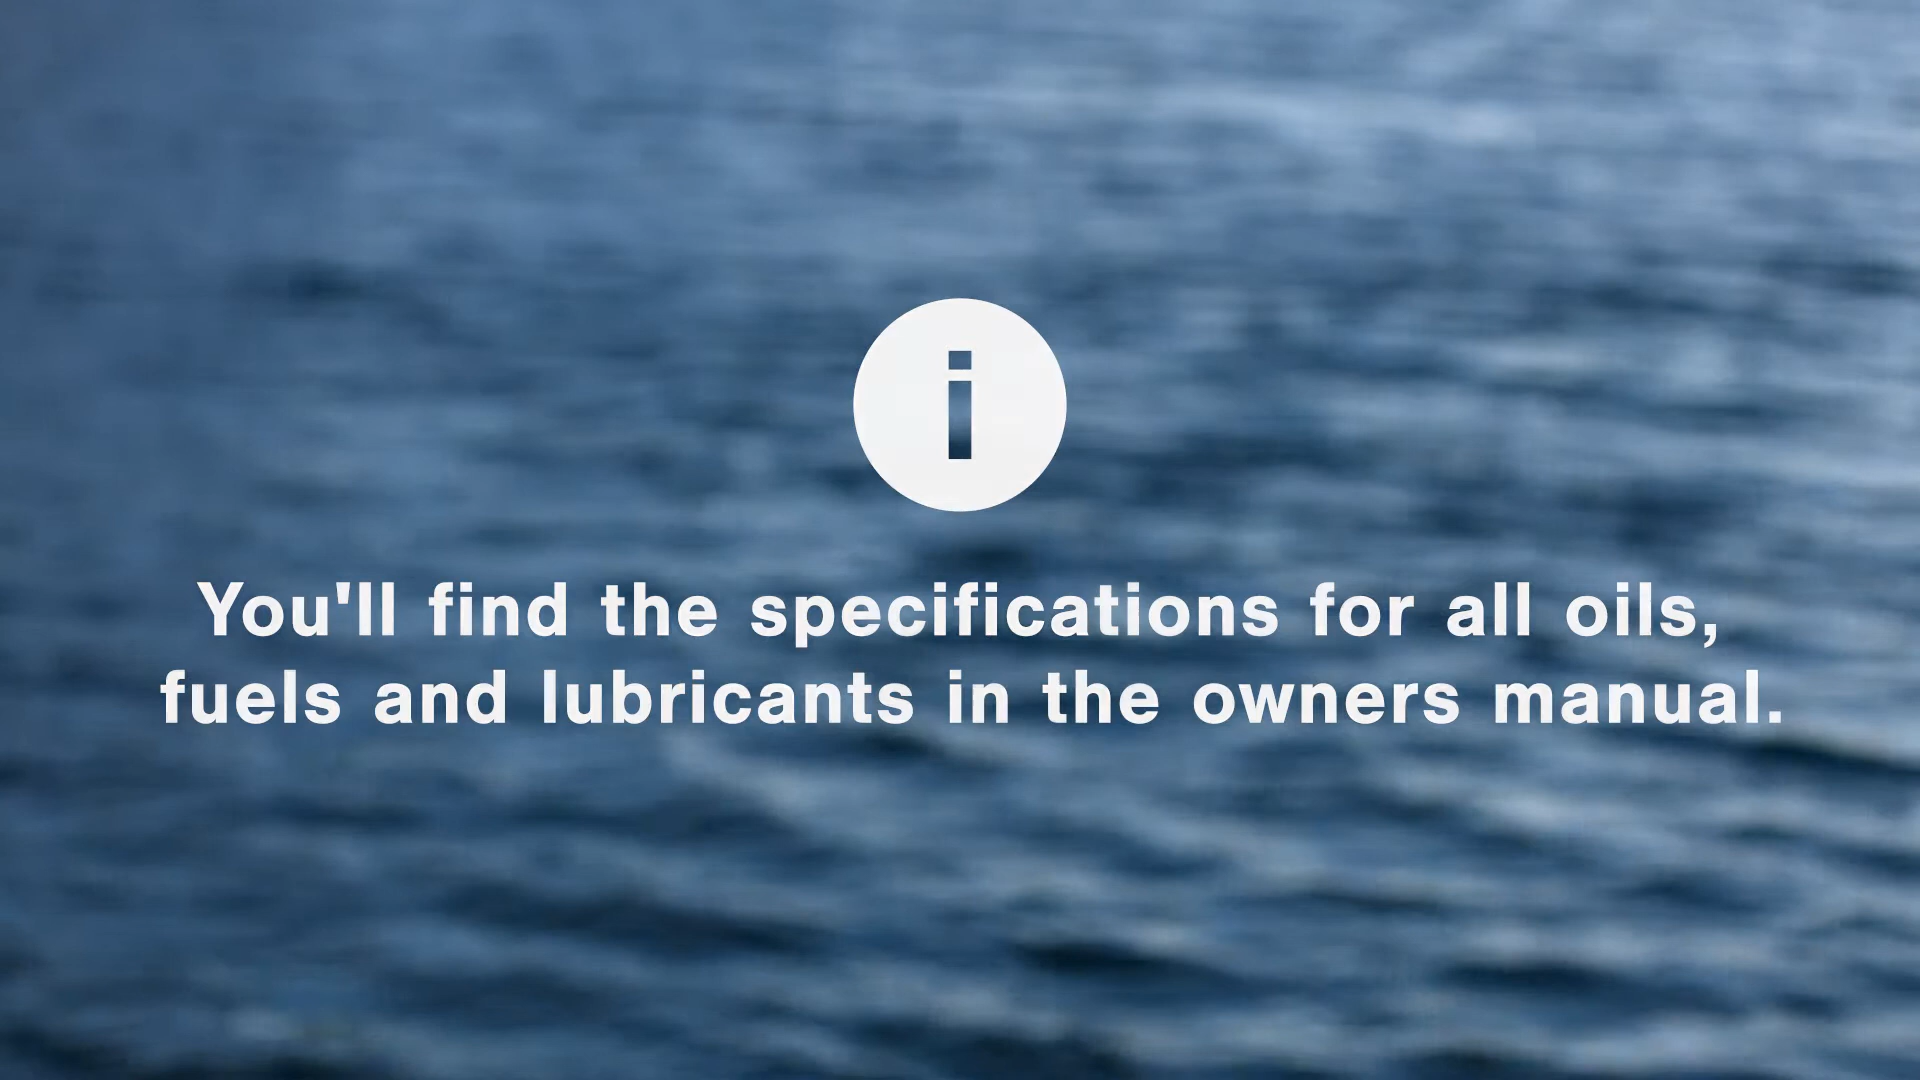 i
You'll find the specifications for all oils,
fuels and lubricants in the owners manual.